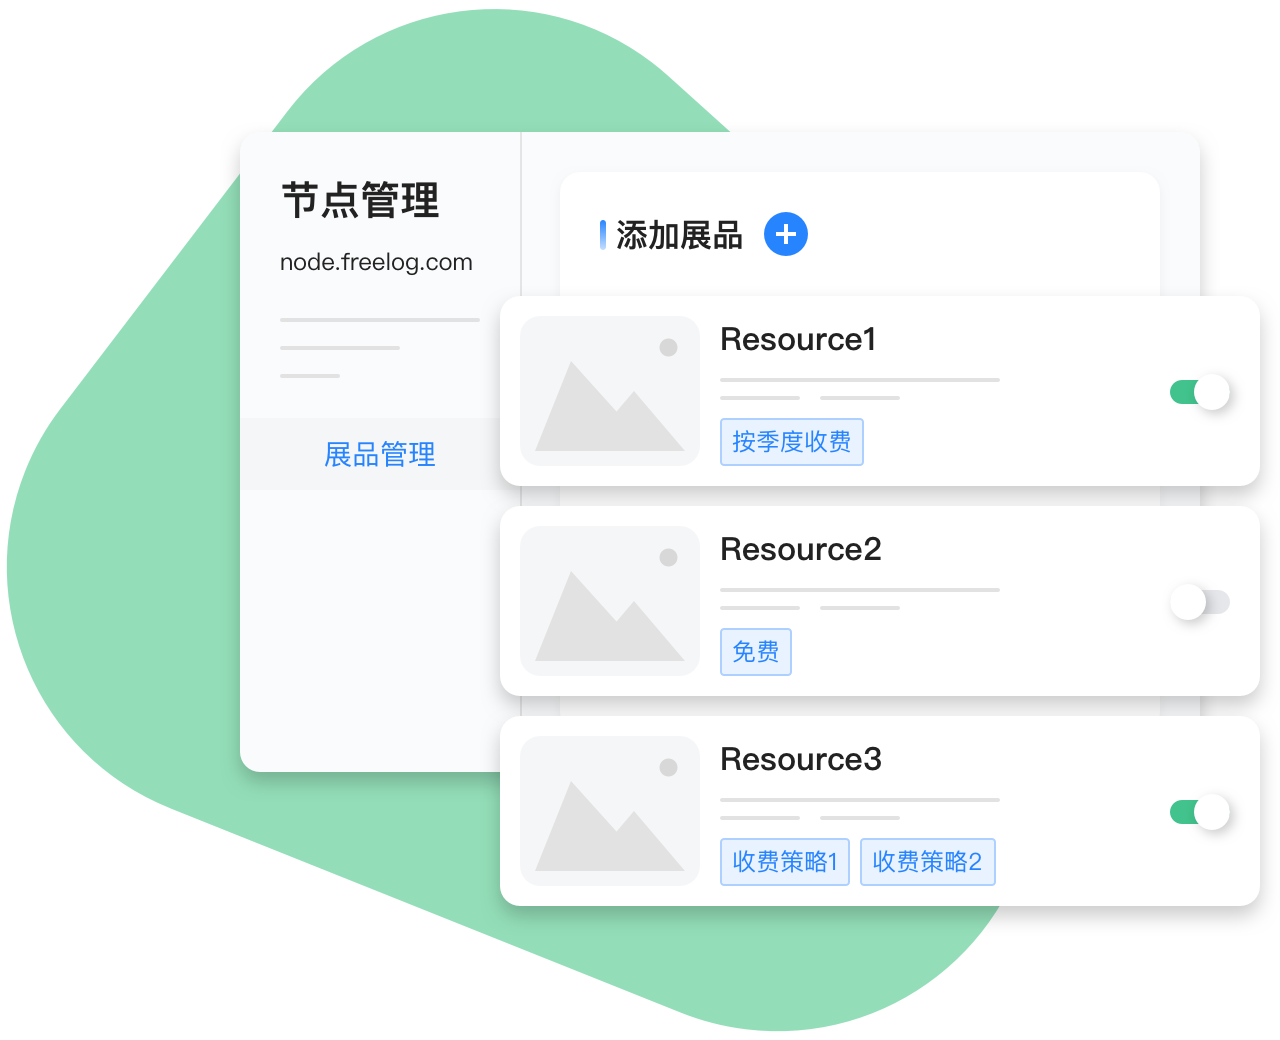 节点管理
node.freelog.com
展品管理
添加展品
Resource1
按季度收费
Resource2
免费
Resource3
收费策略1 收费策略2